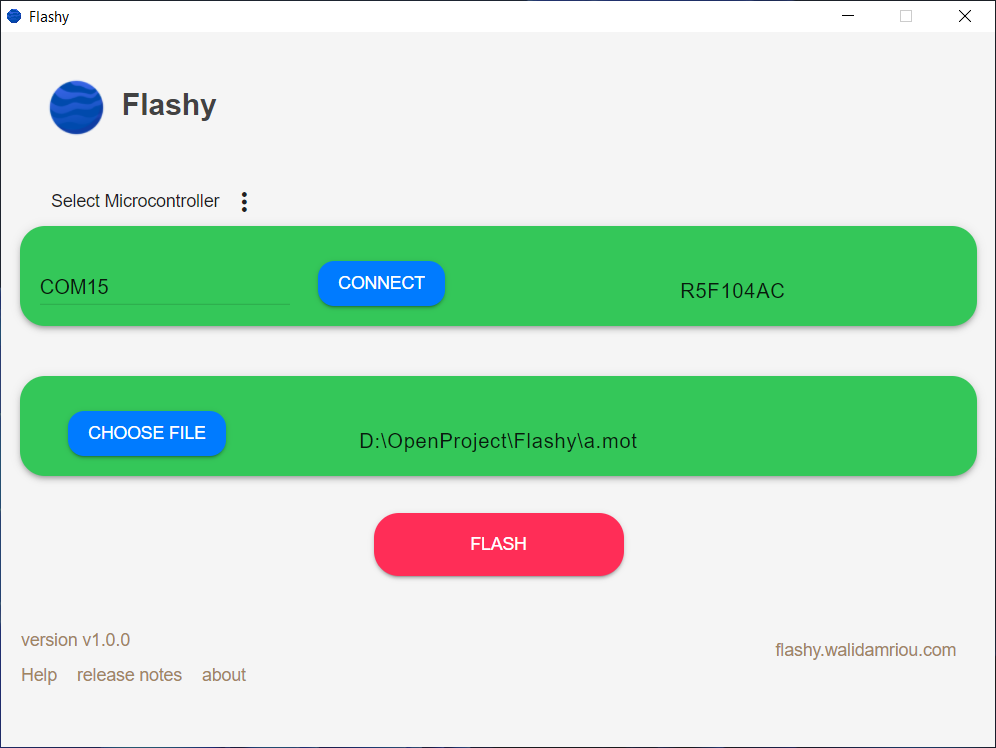 Flashy
Flashy
Select Microcontroller
COM15 CONNECT R5F104AC
CHOOSE FILE D:\OpenProject\Flashy\a.mot
FLASH
version v1.0.0
flashy.walidamriou.com
Help release notes about